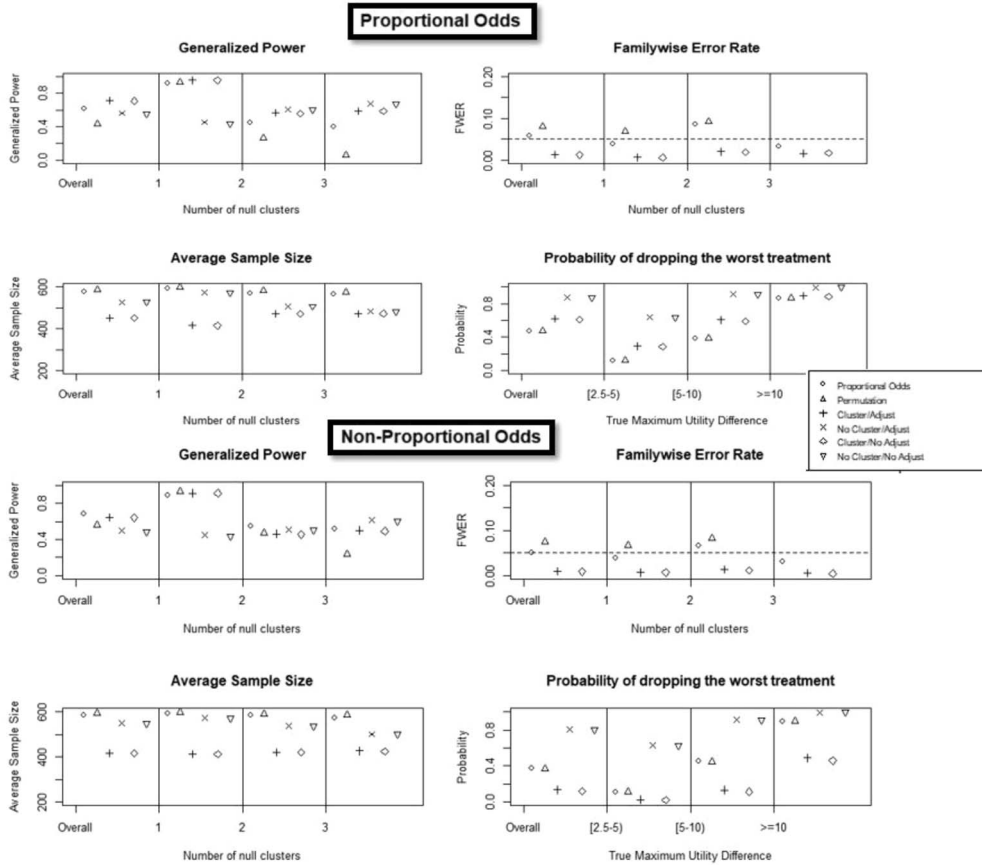 Proportional Odds
Generalized Power
Familywise Error Rate
Generalized Power
0.0 0.4 0.8
Overall 1 2 3
Number of null clusters
FWER
0.00 0.10 0.20
Overall 1 2 3
Number of null clusters
Average Sample Size
Probability of dropping the worst treatment
Average Sample Size
200 400 600
Overall 1 2 3
Number of null clusters
Probability
0.0 0.4 0.8
Overall [2.5-5) [5-10) >=10
True Maximum Utility Difference
Proportional Odds
Permutation
Cluster/Adjust
No Cluster/Adjust
Cluster/No Adjust
No Cluster/No Adjust
Non-Proportional Odds
Generalized Power
Familywise Error Rate
Generalized Power
0.0 0.4 0.8
Overall 1 2 3
Number of null clusters
FWER
0.00 0.10 0.20
Overall 1 2 3
Number of null clusters
Average Sample Size
Probability of dropping the worst treatment
Average Sample Size
200 400 600
Overall 1 2 3
Number of null clusters
Probability
0.0 0.4 0.8
Overall [2.5-5) [5-10) >=10
True Maximum Utility Difference